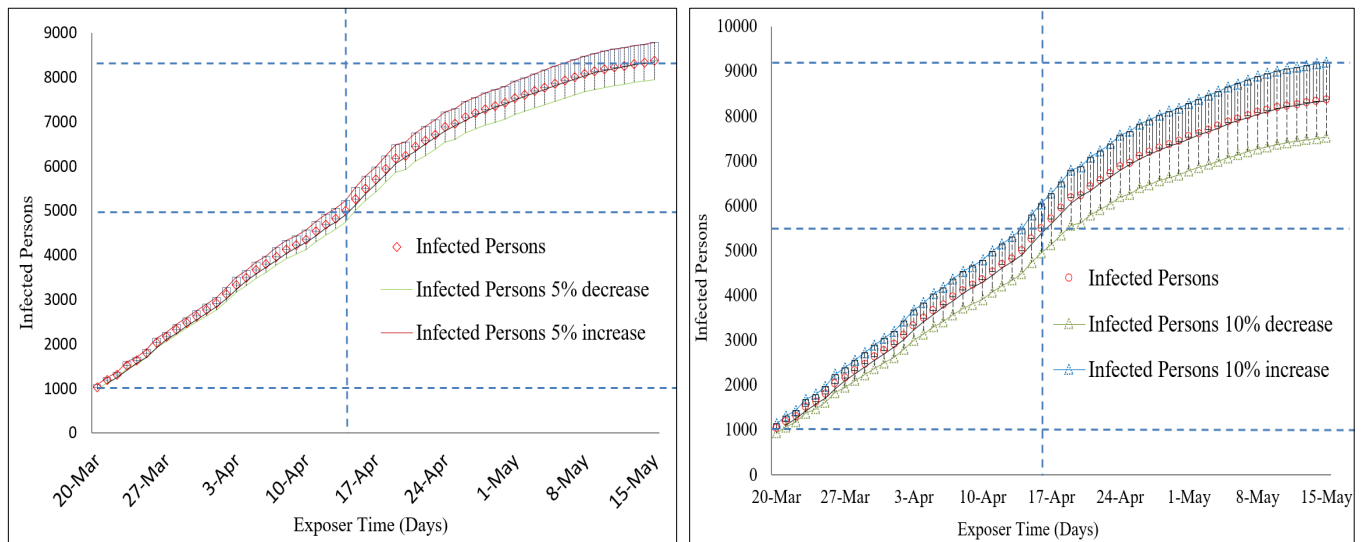 9000
8000
7000
6000
5000
4000
3000
2000
1000
0
Infected Persons
Infected Persons
Infected Persons 5% decrease
Infected Persons 5% increase
20-Mar
27-Mar
3-Apr
10-Apr
17-Apr
24-Apr
1-May
8-May
15-May
Exposer Time (Days)
10000
9000
8000
7000
6000
5000
4000
3000
2000
1000
0
Infected Persons
Infected Persons
Infected Persons 10% decrease
Infected Persons 10% increase
20-Mar
27-Mar
3-Apr
10-Apr
17-Apr
24-Apr
1-May
8-May
15-May
Exposer Time (Days)